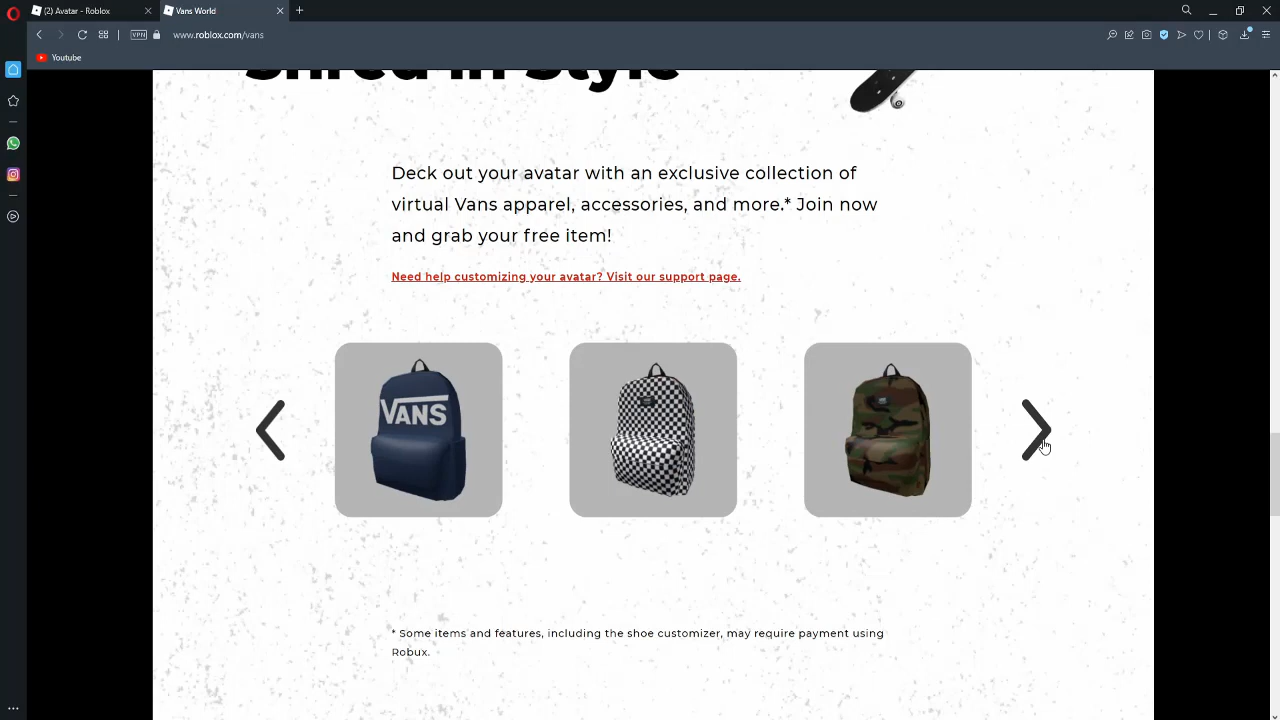 (2) Avatar - Roblox
Vans World
VPN
www.roblox.com/vans
Youtube
Shred in Style
Deck out your avatar with an exclusive collection of
virtual Vans apparel, accessories, and more.* Join now
and grab your free item!
Need help customizing your avatar? Visit our support page.
VANS
* Some items and features, including the shoe customizer, may require payment using
Robux.